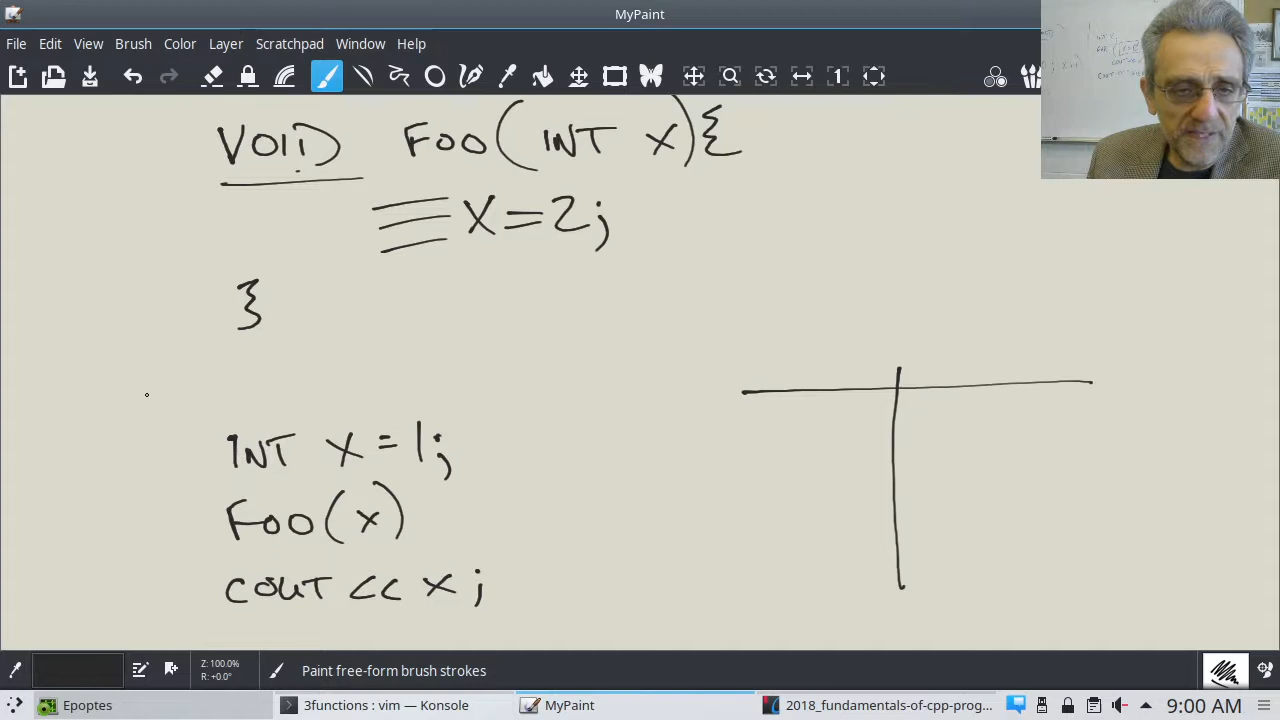 MyPaint
File Edit View Brush Color Layer Scratchpad Window Help
VOID FOO(INT X){
X=2;
}
INT X=1;
FOO(X)
COUT << X;
Z: 100.0%
R: +0.0°
Paint free-form brush strokes
Epoptes
3functions : vim — Konsole
MyPaint
2018_fundamentals-of-cpp-prog...
9:00 AM